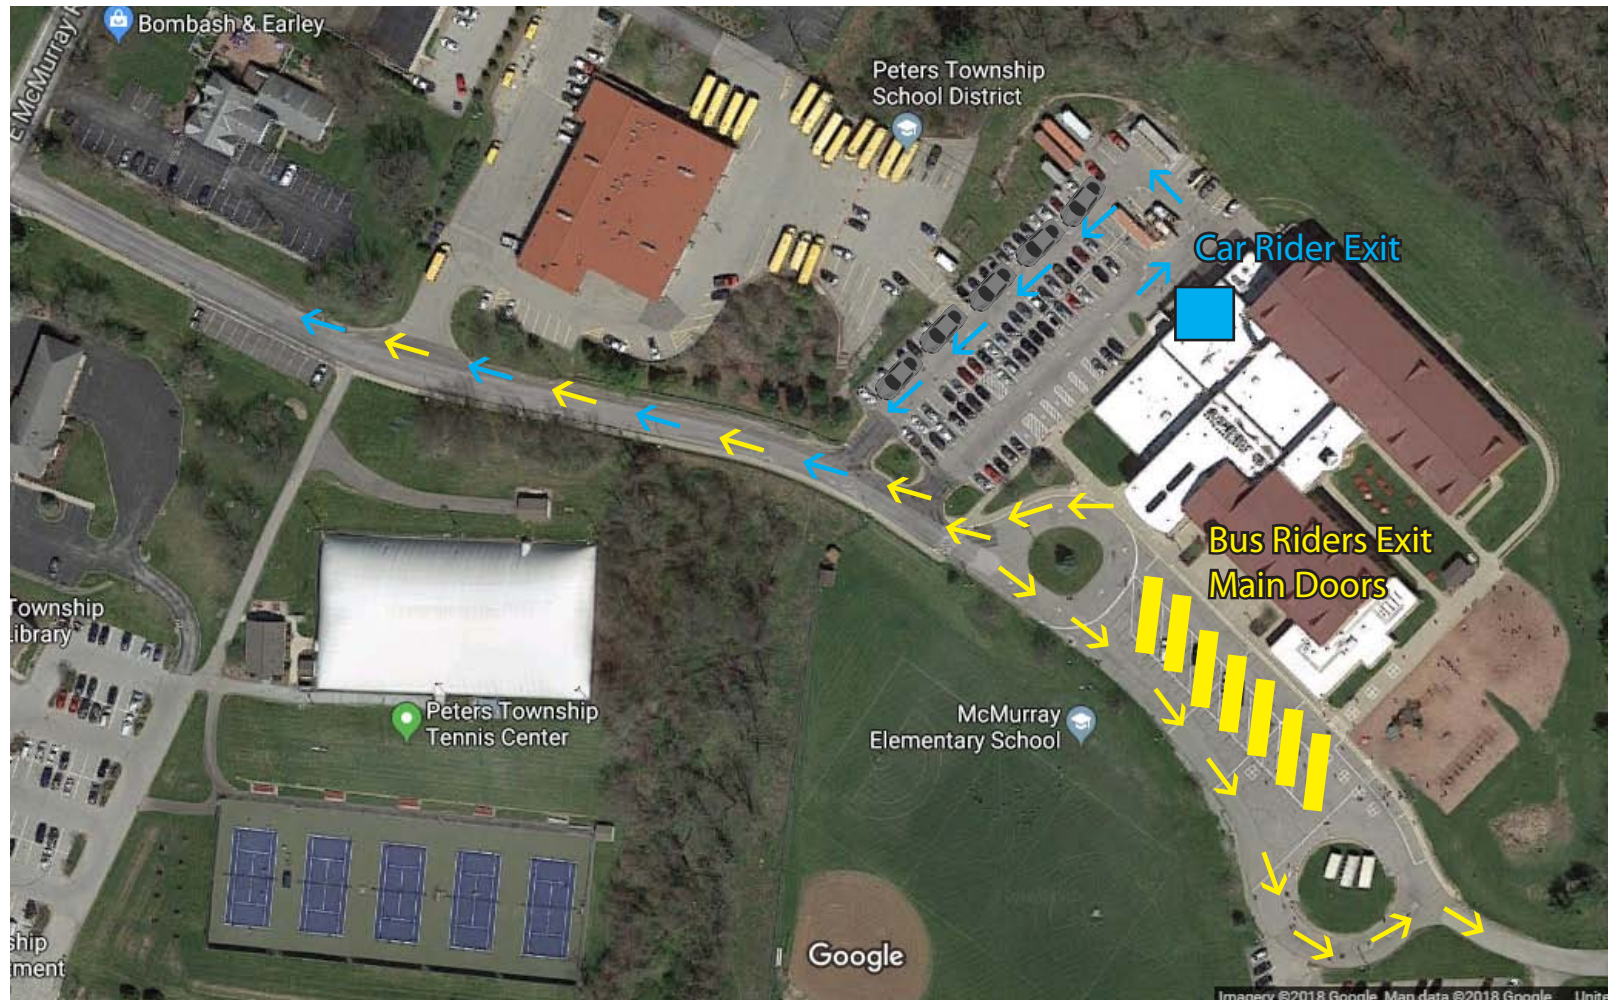 E McMurray R
Bombash & Earley
Peters Township
School District
Car Rider Exit
Bus Riders Exit
Main Doors
Township
Library
Peters Township
Tennis Center
McMurray
Elementary School
ship
tment
Google
Imagery ©2018 Google, Map data ©2018 Google